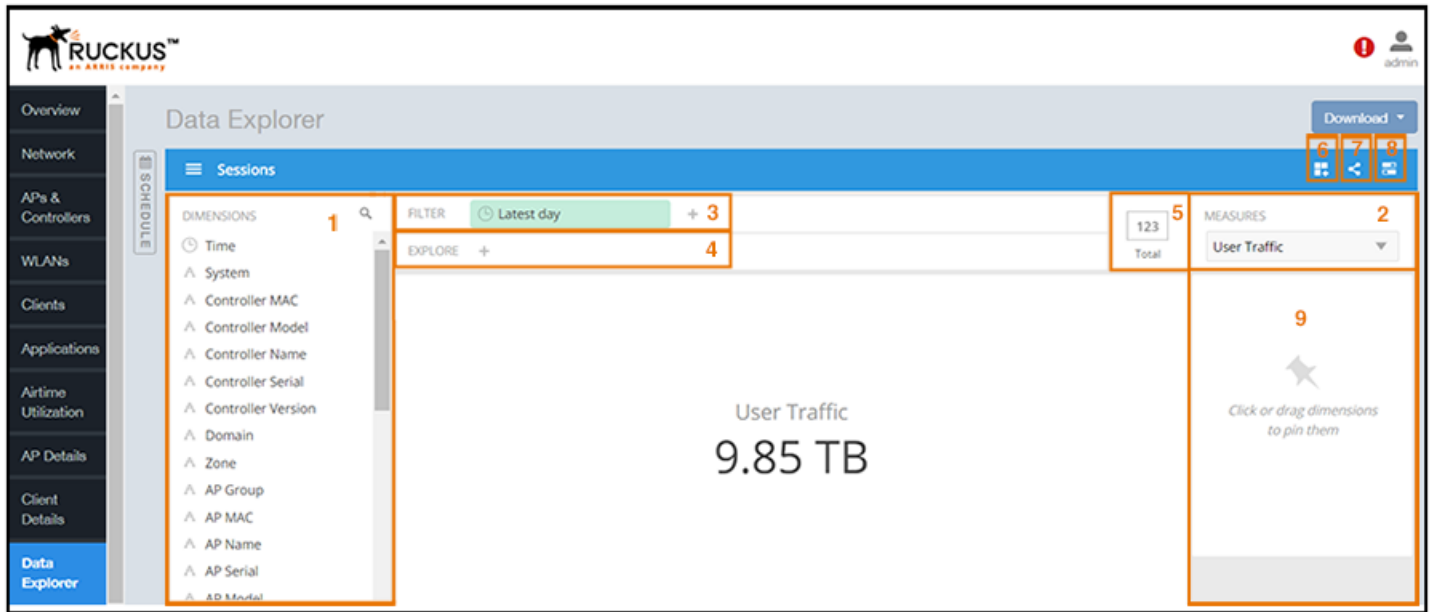 RUCKUS™
an ARRIS company
admin
Overview
Network
APs &
Controllers
WLANs
Clients
Applications
Airtime
Utilization
AP Details
Client
Details
Data
Explorer
SCHEDULE
Data Explorer
Download
Sessions
6 7 8
DIMENSIONS 1
Time
System
Controller MAC
Controller Model
Controller Name
Controller Serial
Controller Version
Domain
Zone
AP Group
AP MAC
AP Name
AP Serial
AP Model
FILTER Latest day + 3
EXPLORE + 4
5
123
Total
MEASURES 2
User Traffic
User Traffic
9.85 TB
9
Click or drag dimensions
to pin them